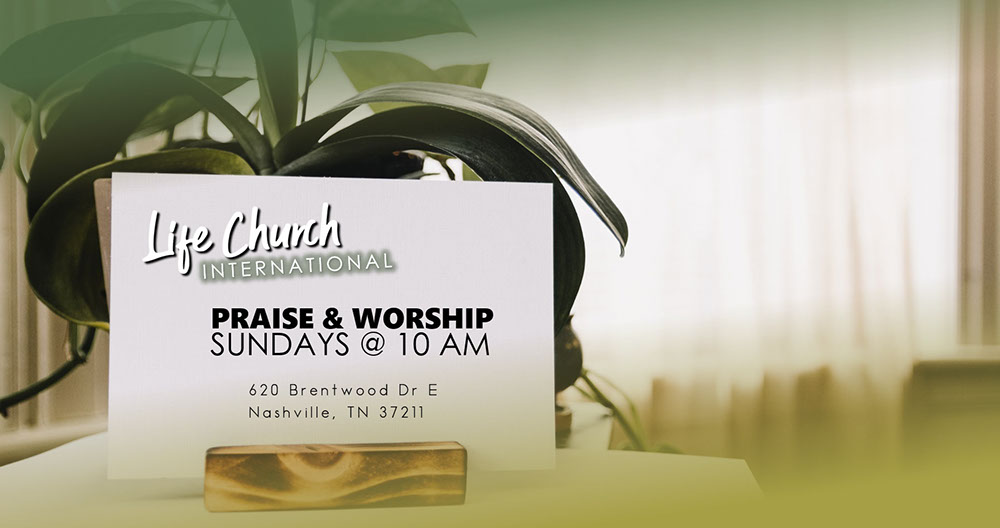 Life Church
INTERNATIONAL
PRAISE & WORSHIP
SUNDAYS @ 10 AM
620 Brentwood Dr E
Nashville, TN 37211